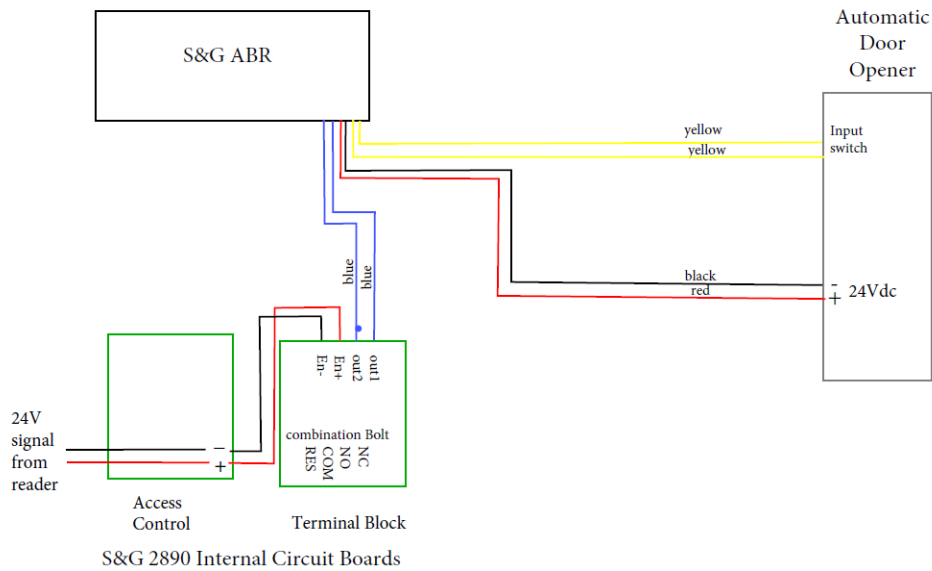 S&G ABR
Automatic
Door
Opener
yellow
yellow
Input
switch
blue
blue
black
red
-
+
24Vdc
En-
En+
out2
out1
combination Bolt
RES
COM
NO
NC
24V
signal
from
reader
–
+
Access
Control
Terminal Block
S&G 2890 Internal Circuit Boards